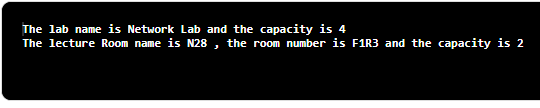 The lab name is Network Lab and the capacity is 4
The lecture Room name is N28 , the room number is F1R3 and the capacity is 2